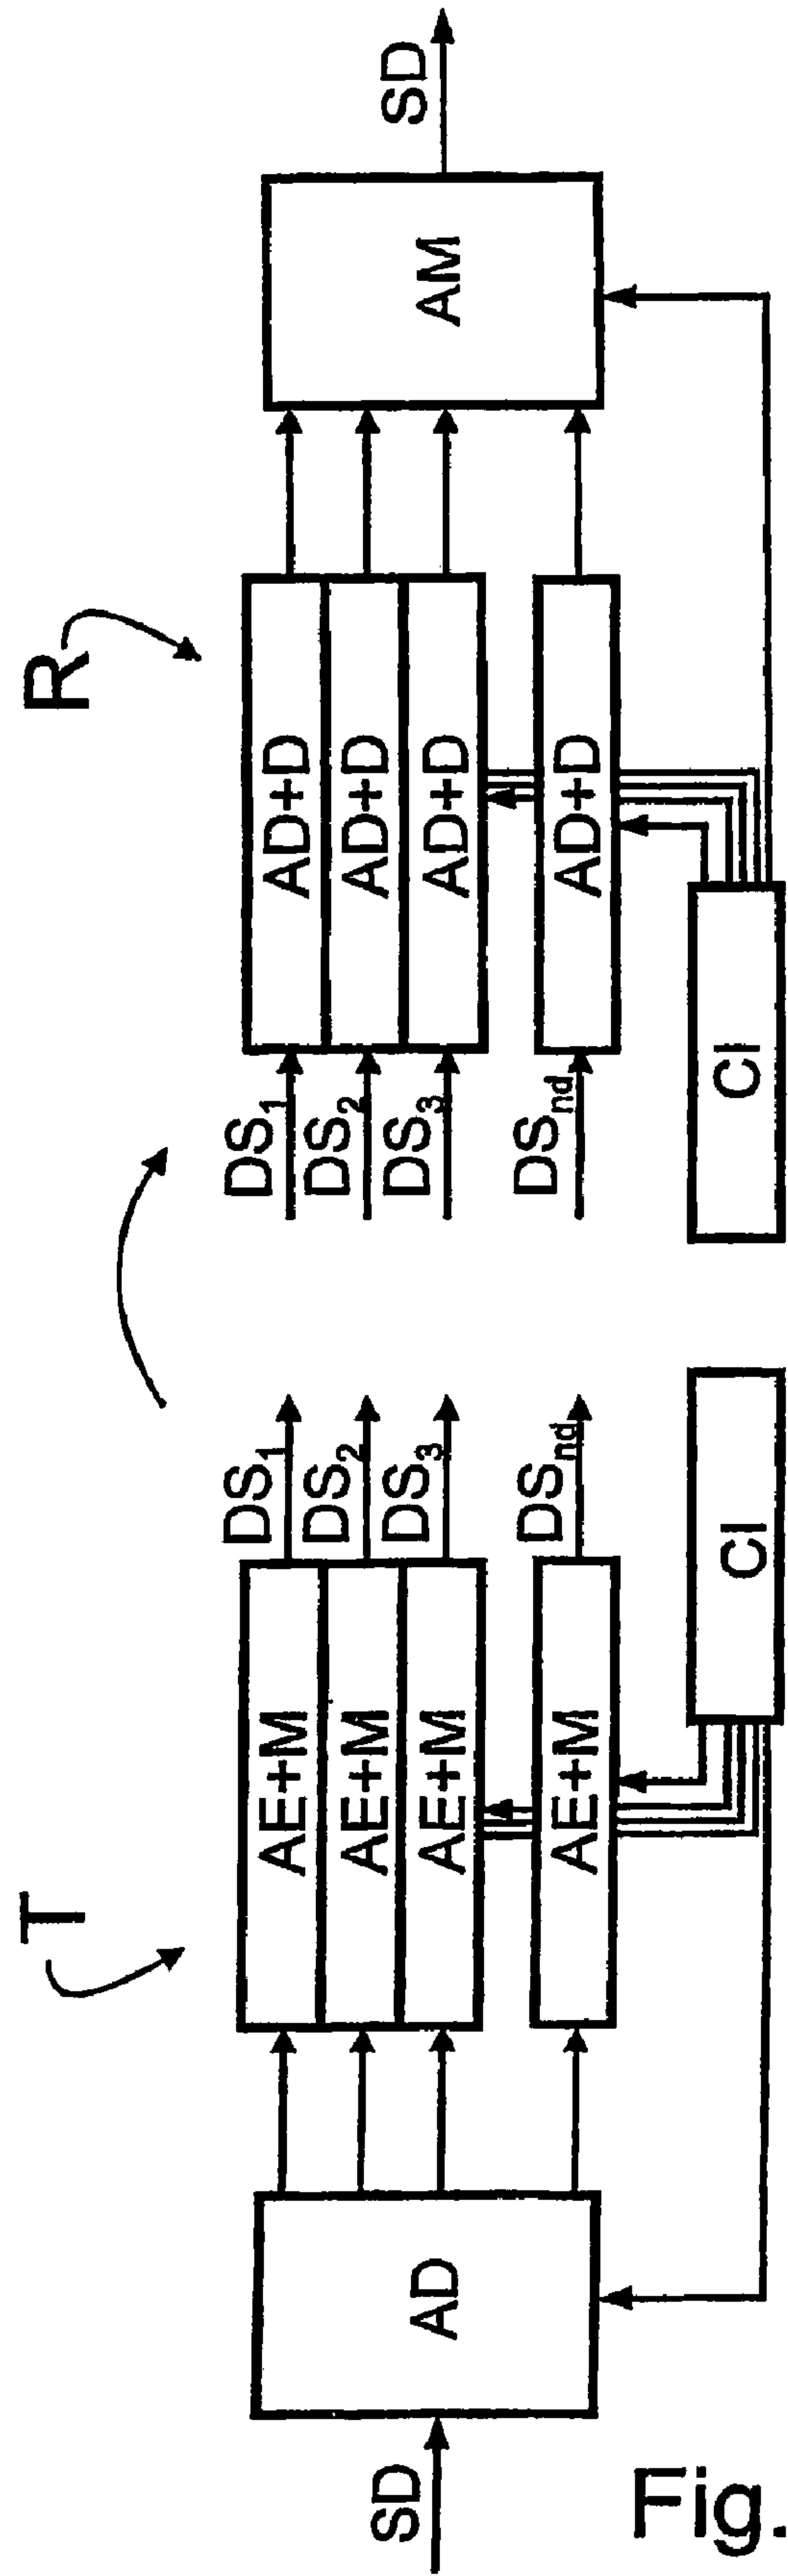 T
R
SD
AD
AE+M
AE+M
AE+M
AE+M
DS1
DS2
DS3
DSnd
CI
DS1
DS2
DS3
DSnd
AD+D
AD+D
AD+D
AD+D
CI
AM
SD
Fig.